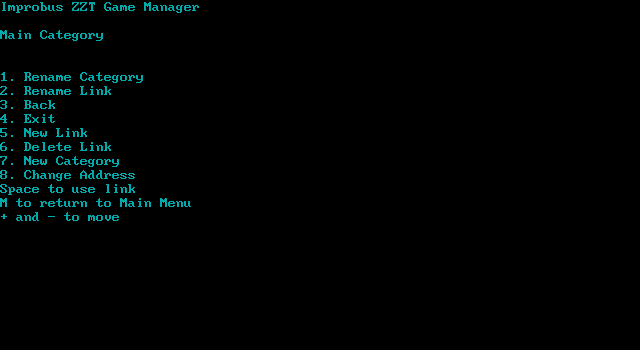 Improbus ZZT Game Manager
Main Category
1. Rename Category
2. Rename Link
3. Back
4. Exit
5. New Link
6. Delete Link
7. New Category
8. Change Address
Space to use link
M to return to Main Menu
+ and - to move